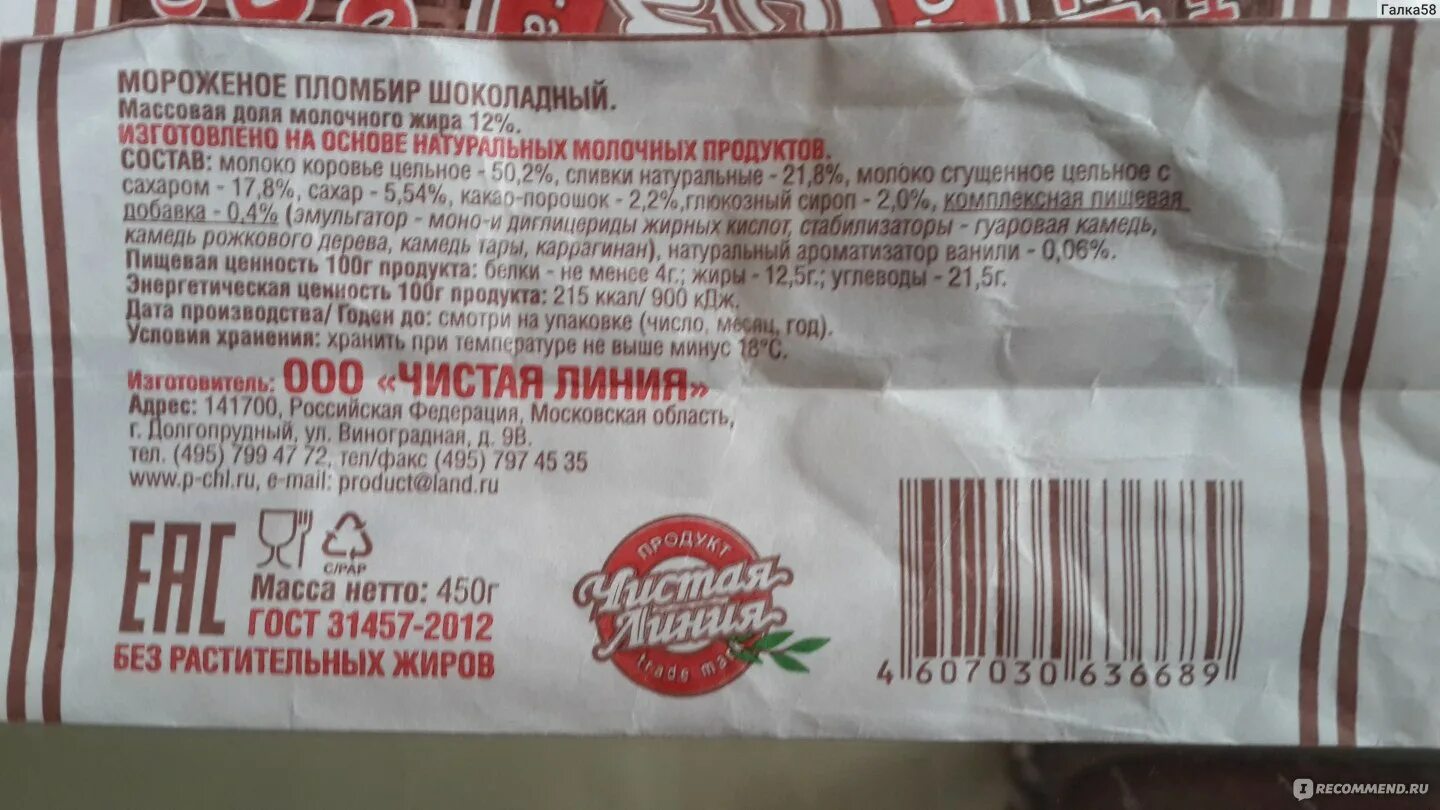 Галка58
МОРОЖЕНОЕ ПЛОМБИР ШОКОЛАДНЫЙ.
Массовая доля молочного жира 12%.
ИЗГОТОВЛЕНО НА ОСНОВЕ НАТУРАЛЬНЫХ МОЛОЧНЫХ ПРОДУКТОВ.
СОСТАВ: молоко коровье цельное - 50,2%, сливки натуральные - 21,8%, молоко сгущенное цельное с
сахаром - 17,8%, сахар - 5,54%, какао-порошок - 2,2%,глюкозный сироп - 2,0%, комплексная пищевая
добавка - 0,4% (эмульгатор - моно-и диглицериды жирных кислот, стабилизаторы - гуаровая камедь,
камедь рожкового дерева, камедь тары, каррагинан), натуральный ароматизатор ванили - 0,06%.
Пищевая ценность 100г продукта: белки - не менее 4г.; жиры - 12,5г.; углеводы - 21,5г.
Энергетическая ценность 100г продукта: 215 ккал/ 900 кДж.
Дата производства/ Годен до: смотри на упаковке (число, месяц, год).
Условия хранения: хранить при температуре не выше минус 18°С.
Изготовитель: ООО «ЧИСТАЯ ЛИНИЯ»
Адрес: 141700, Российская Федерация, Московская область,
г. Долгопрудный, ул. Виноградная, д. 9В.
тел. (495) 799 47 72, тел/факс (495) 797 45 35
www.p-chl.ru, e-mail: product@land.ru
EAC
C/PAP
Масса нетто: 450г
ГОСТ 31457-2012
БЕЗ РАСТИТЕЛЬНЫХ ЖИРОВ
ПРОДУКТ
Чистая
Линия
trade ma
4 607030 636689
IRECOMMEND.RU